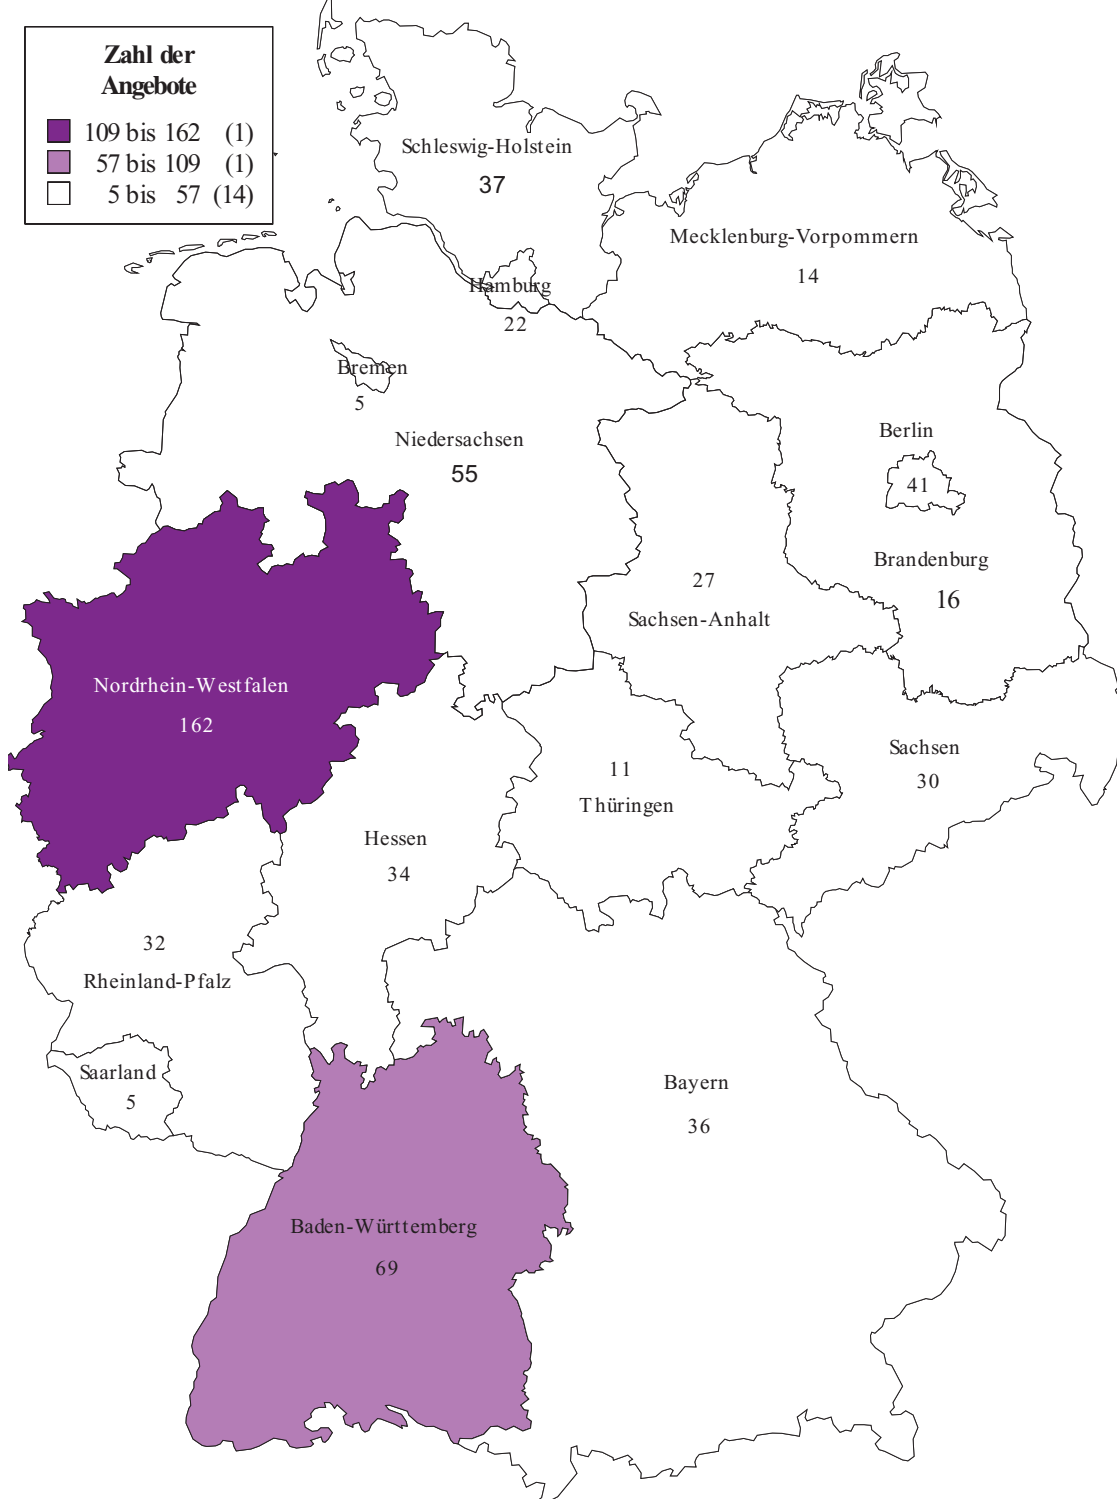 Zahl der
Angebote
109 bis 162 (1)
57 bis 109 (1)
5 bis 57 (14)
Schleswig-Holstein
37
Mecklenburg-Vorpommern
14
Hamburg
22
Bremen
5
Niedersachsen
55
Berlin
41
Brandenburg
16
27
Sachsen-Anhalt
Nordrhein-Westfalen
162
Sachsen
30
11
Thüringen
Hessen
34
32
Rheinland-Pfalz
Saarland
5
Bayern
36
Baden-Württemberg
69